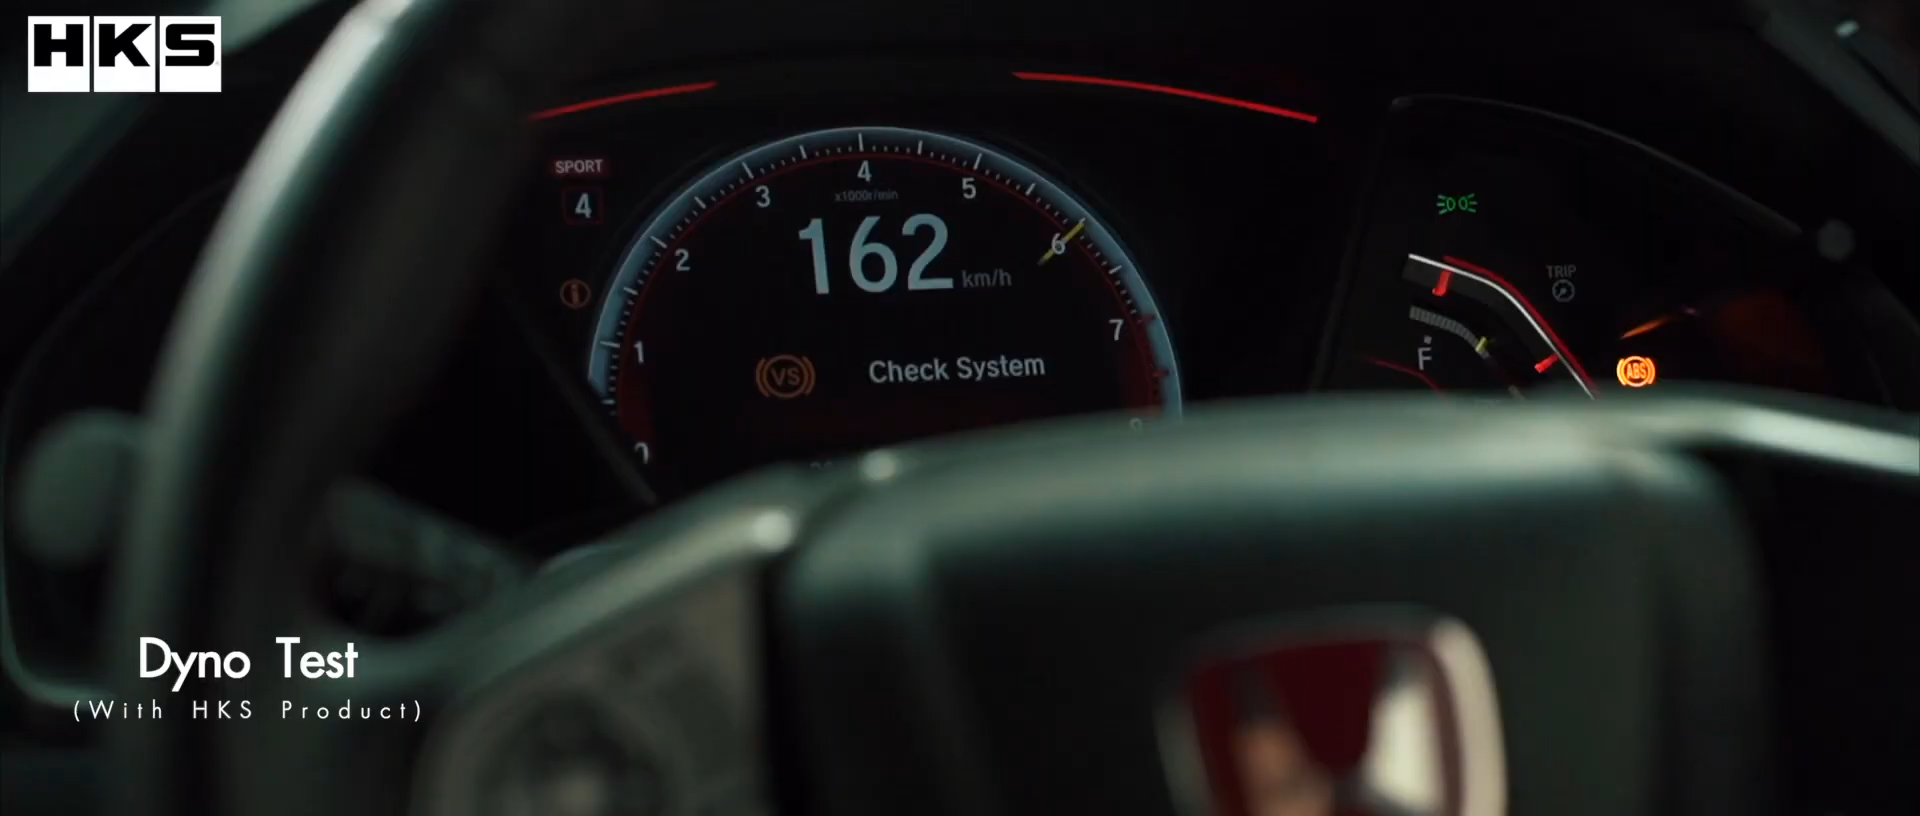 HKS
SPORT
4
4
3
5
x1000r/min
162 km/h
6
2
TRIP
7
1
F
VS
Check System
ABS
0
Dyno Test
(With HKS Product)